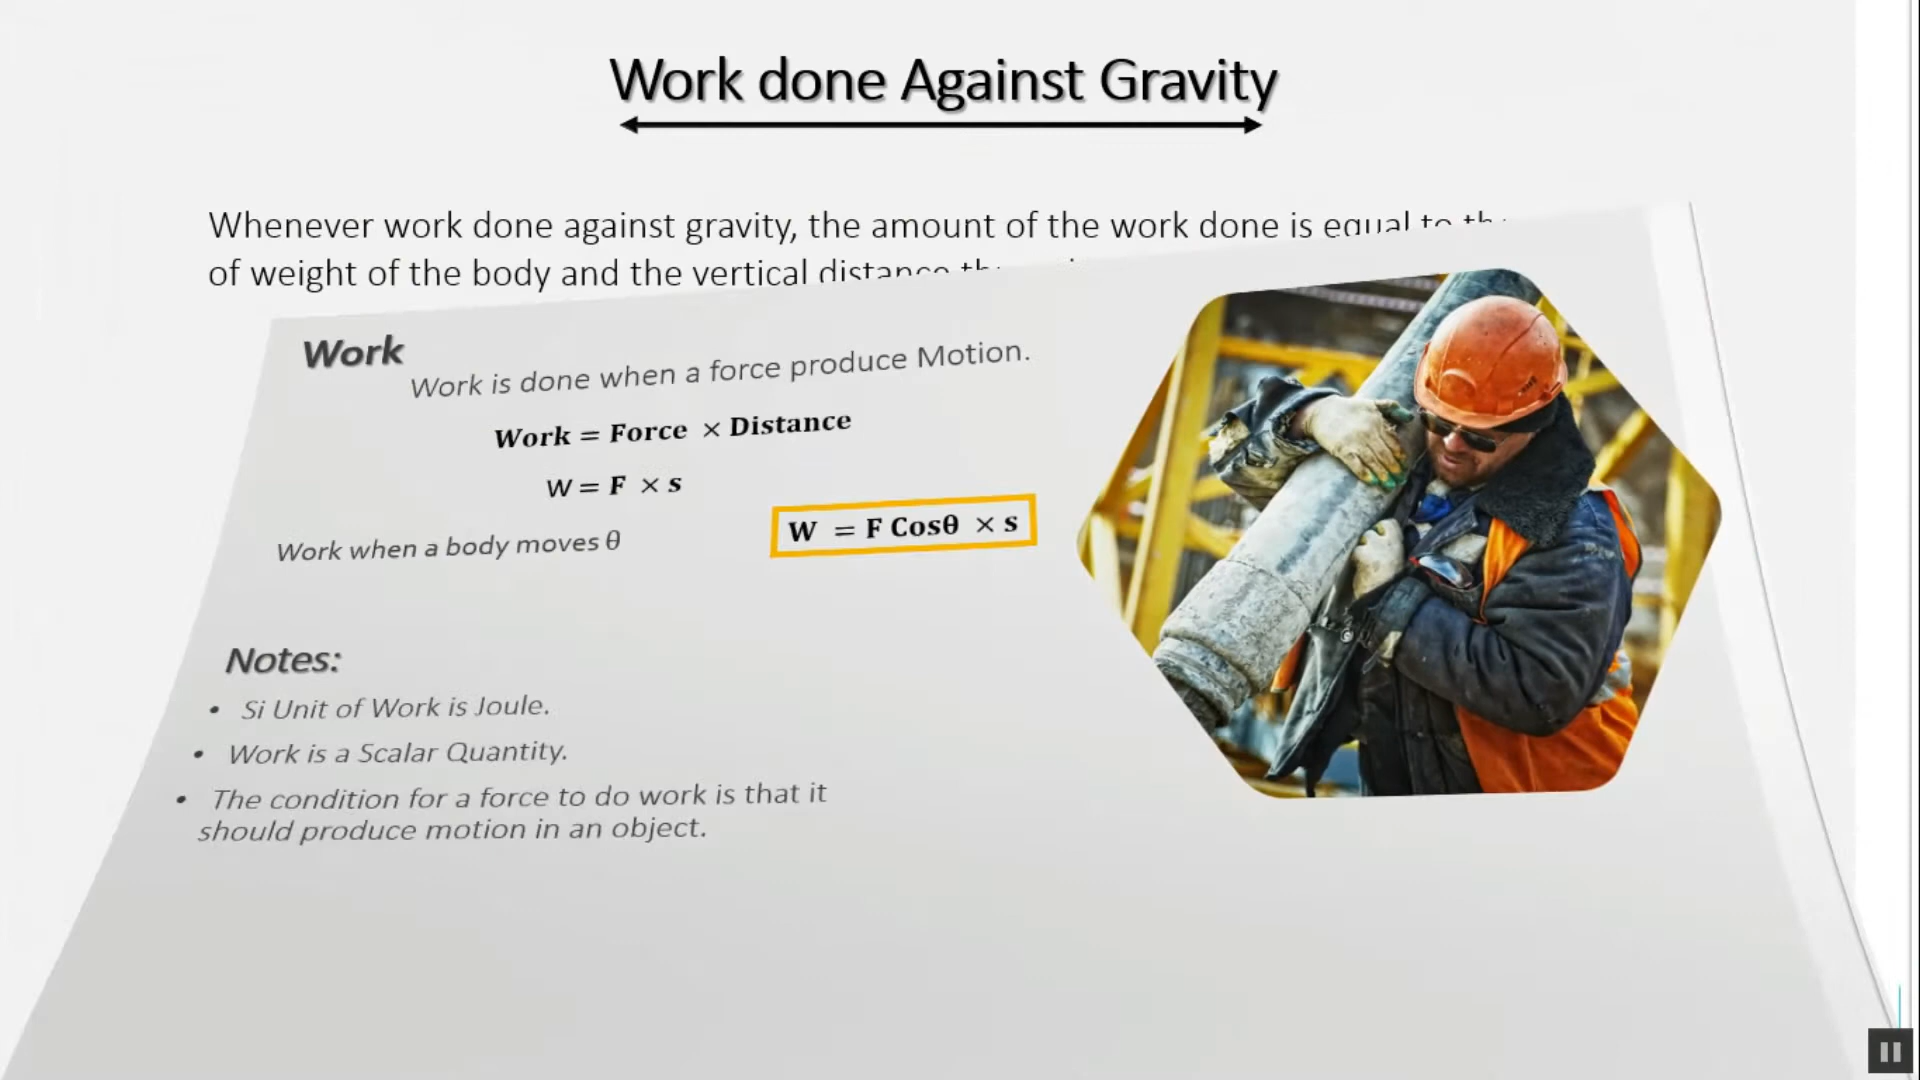 Work done Against Gravity
Whenever work done against gravity, the amount of the work done is equal to
of weight of the body and the vertical distance
Work
Work is done when a force produce Motion.
Work = Force × Distance
W = F × s
Work when a body moves θ
W = F Cosθ × s
Notes:
• Si Unit of Work is Joule.
• Work is a Scalar Quantity.
• The condition for a force to do work is that it
should produce motion in an object.